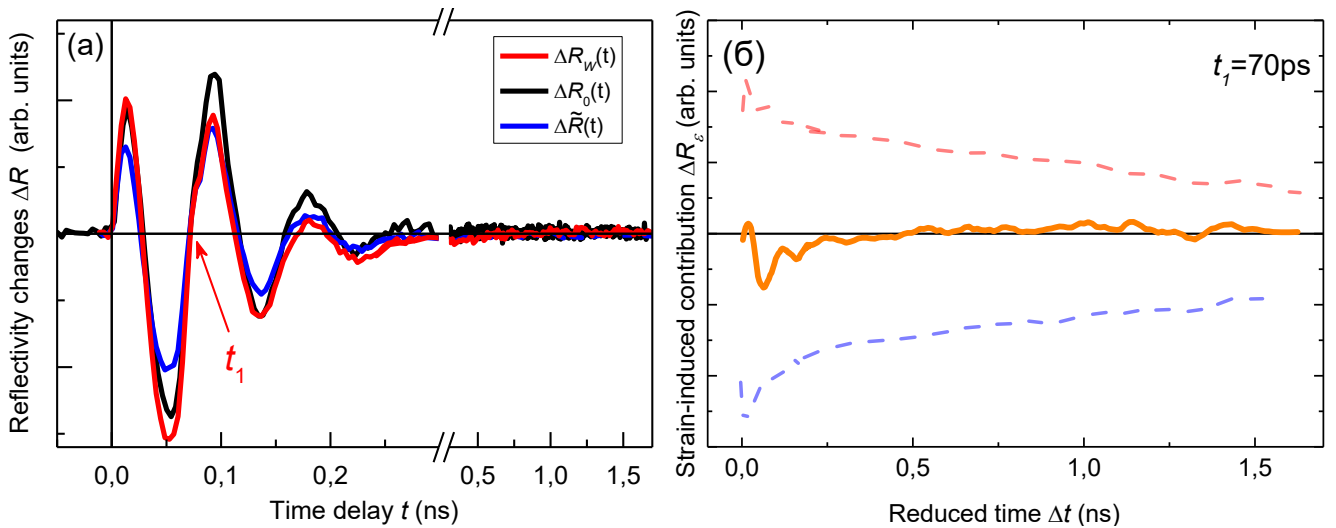 (а)
ΔR_W(t)
ΔR_0(t)
ΔR̃(t)
t_1
Reflectivity changes ΔR (arb. units)
0,0
0,1
0,2
0,5
1,0
1,5
Time delay t (ns)
(б)
t_1=70ps
Strain-induced contribution ΔR_ε (arb. units)
0,0
0,5
1,0
1,5
Reduced time Δt (ns)